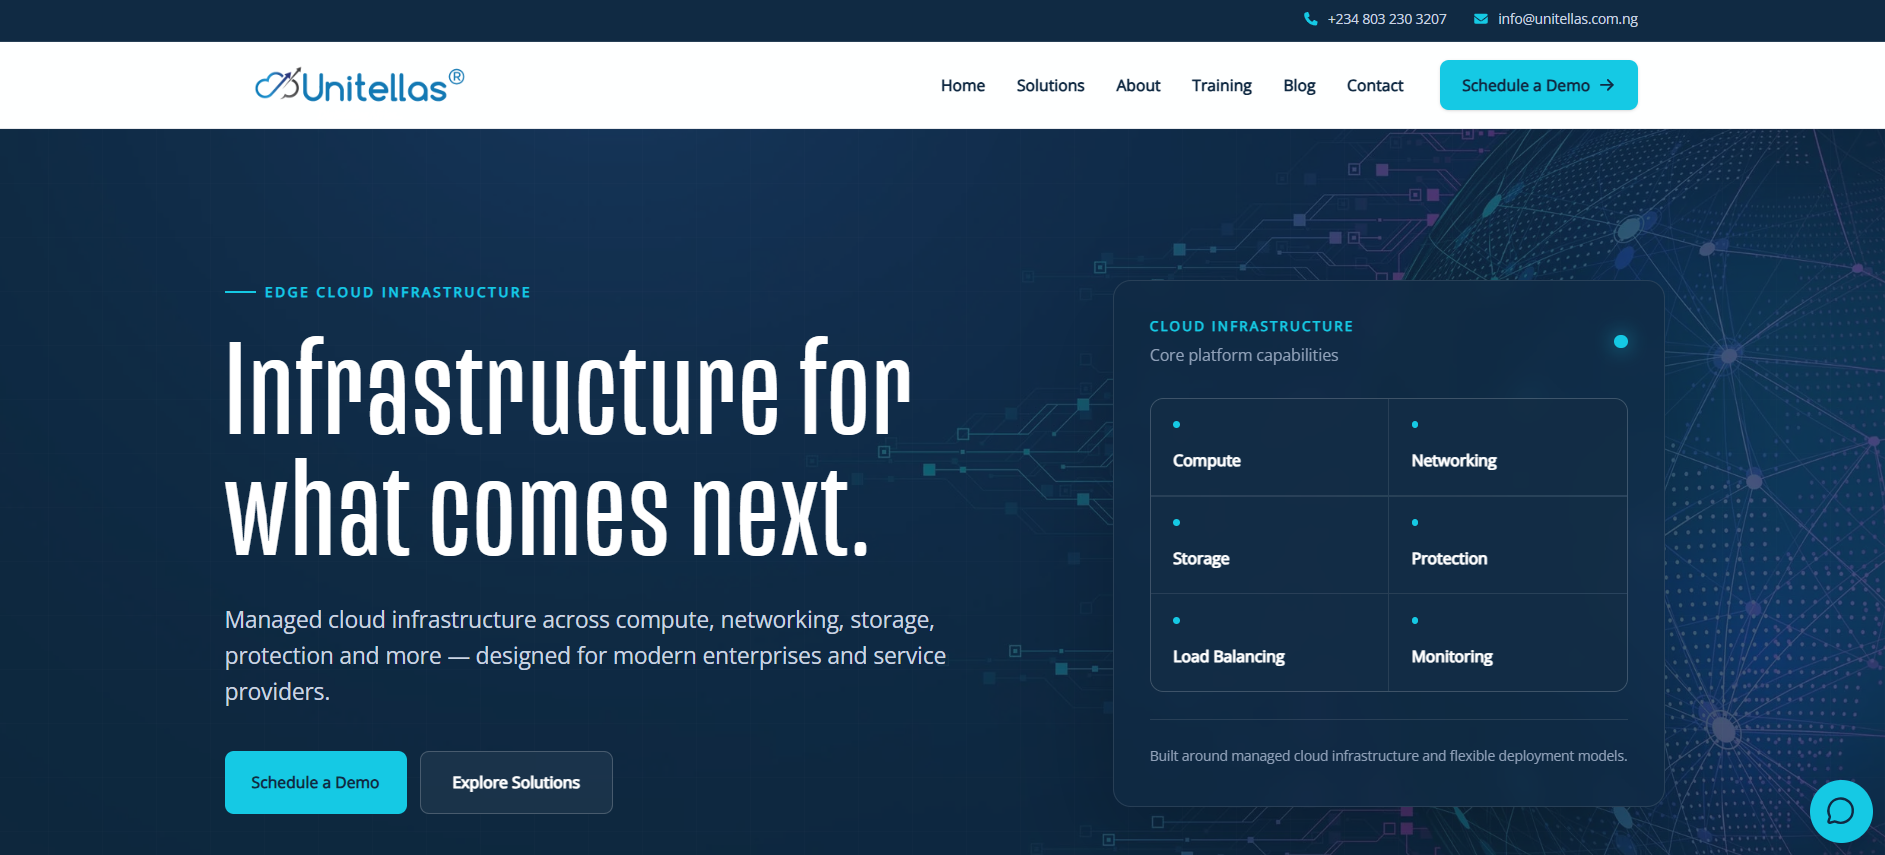 +234 803 230 3207
info@unitellas.com.ng
Unitellas®
Home
Solutions
About
Training
Blog
Contact
Schedule a Demo →
EDGE CLOUD INFRASTRUCTURE
Infrastructure for
what comes next.
Managed cloud infrastructure across compute, networking, storage,
protection and more — designed for modern enterprises and service
providers.
Schedule a Demo
Explore Solutions
CLOUD INFRASTRUCTURE
Core platform capabilities
Compute
Networking
Storage
Protection
Load Balancing
Monitoring
Built around managed cloud infrastructure and flexible deployment models.